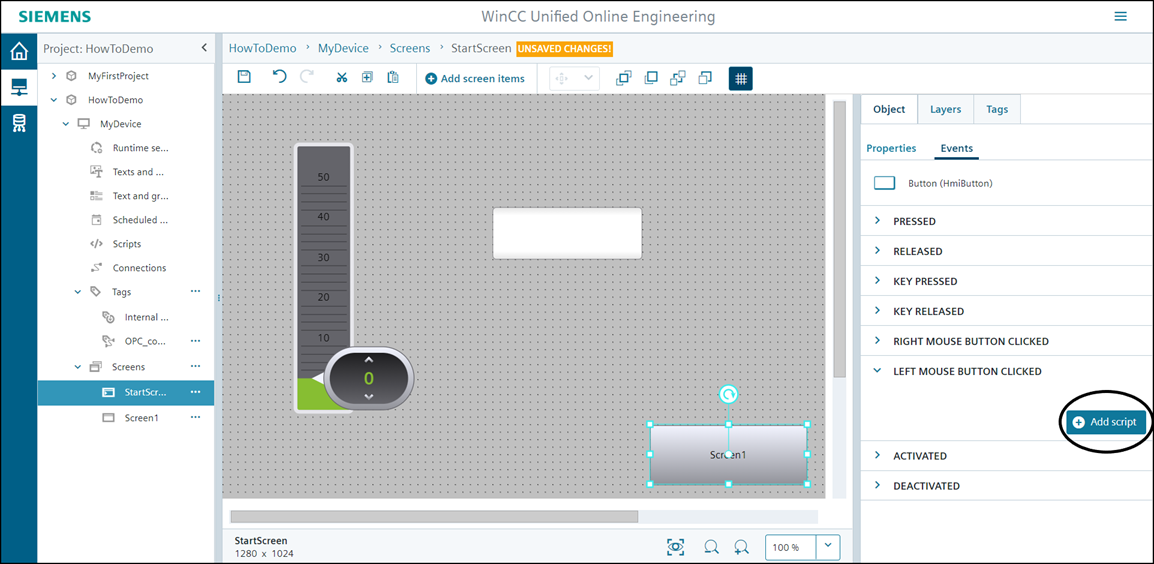 SIEMENS
WinCC Unified Online Engineering
Project: HowToDemo
HowToDemo > MyDevice > Screens > StartScreen UNSAVED CHANGES!
MyFirstProject
HowToDemo
MyDevice
Runtime se...
Texts and ...
Text and gr...
Scheduled ...
Scripts
Connections
Tags
Internal ...
OPC_co...
Screens
StartScr...
Screen1
Add screen items
50
40
30
20
10
0
Screen1
StartScreen
1280 x 1024
100 %
Object Layers Tags
Properties Events
Button (HmiButton)
PRESSED
RELEASED
KEY PRESSED
KEY RELEASED
RIGHT MOUSE BUTTON CLICKED
LEFT MOUSE BUTTON CLICKED
Add script
ACTIVATED
DEACTIVATED